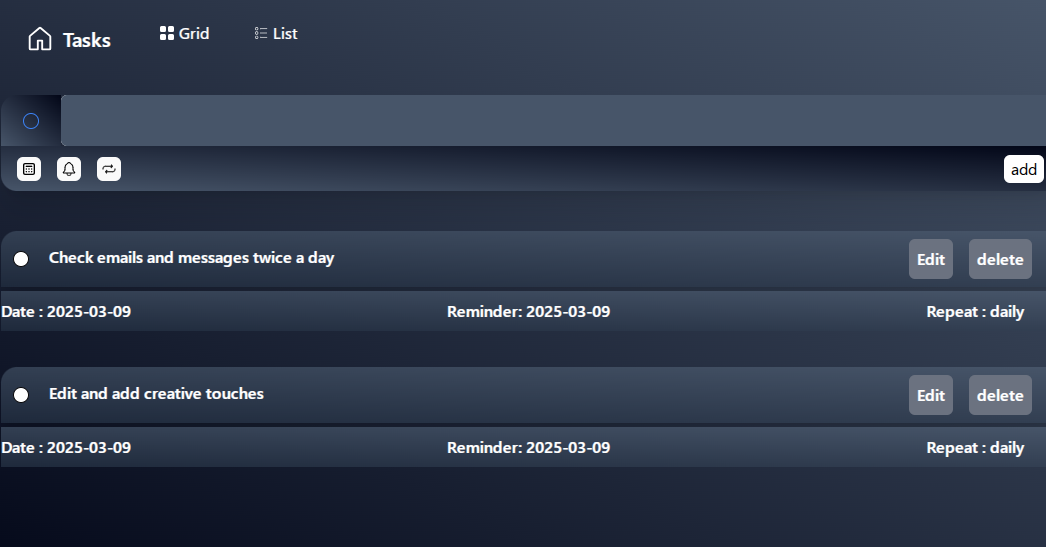 Tasks Grid List
add
Check emails and messages twice a day Edit delete
Date : 2025-03-09 Reminder: 2025-03-09 Repeat : daily
Edit and add creative touches Edit delete
Date : 2025-03-09 Reminder: 2025-03-09 Repeat : daily